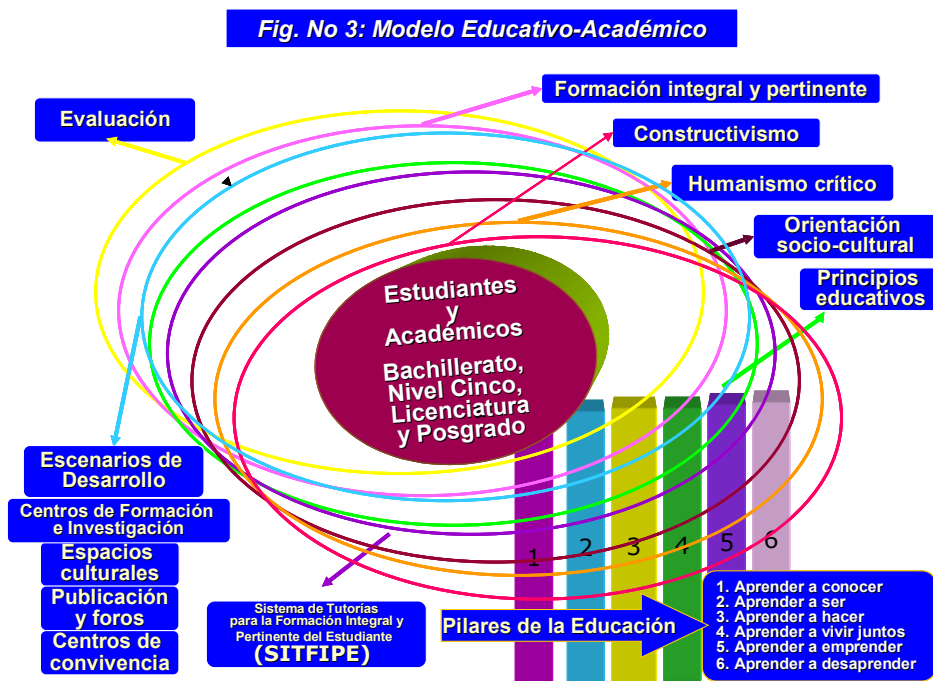 Fig. No 3: Modelo Educativo-Académico
Evaluación
Formación integral y pertinente
Constructivismo
Humanismo crítico
Orientación
socio-cultural
Principios
educativos
Estudiantes
y
Académicos
Bachillerato,
Nivel Cinco,
Licenciatura
y Posgrado
Escenarios de
Desarrollo
Centros de Formación
e Investigación
Espacios
culturales
Publicación
y foros
Centros de
convivencia
Sistema de Tutorías
para la Formación Integral y
Pertinente del Estudiante
(SITFIPE)
1
2
3
4
5
6
Pilares de la Educación
1. Aprender a conocer
2. Aprender a ser
3. Aprender a hacer
4. Aprender a vivir juntos
5. Aprender a emprender
6. Aprender a desaprender